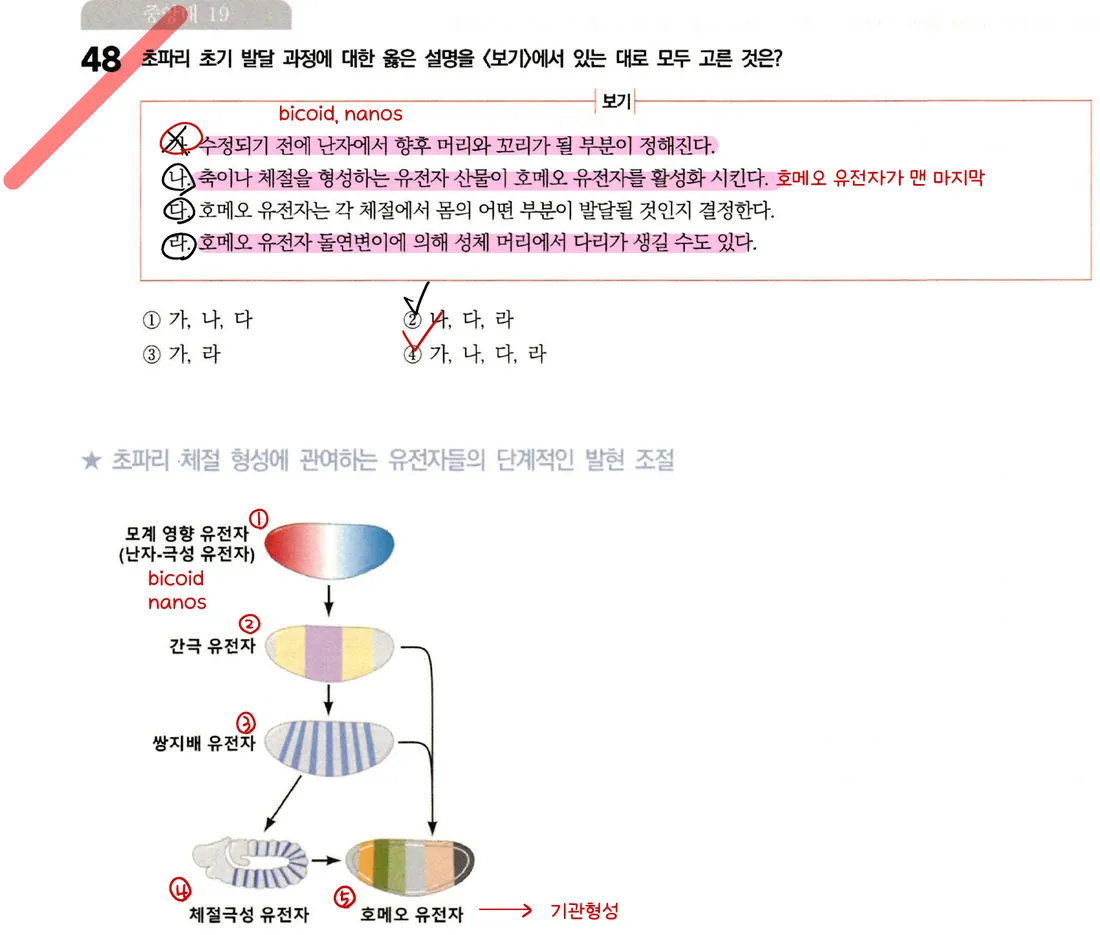 중앙대 19
48 초파리 초기 발달 과정에 대한 옳은 설명을 <보기>에서 있는 대로 모두 고른 것은?
보기
bicoid, nanos
가. 수정되기 전에 난자에서 향후 머리와 꼬리가 될 부분이 정해진다.
나. 축이나 체절을 형성하는 유전자 산물이 호메오 유전자를 활성화 시킨다. 호메오 유전자가 맨 마지막
다. 호메오 유전자는 각 체절에서 몸의 어떤 부분이 발달될 것인지 결정한다.
라. 호메오 유전자 돌연변이에 의해 성체 머리에서 다리가 생길 수도 있다.
① 가, 나, 다 ② 나, 다, 라
③ 가, 라 ④ 가, 나, 다, 라
★ 초파리 체절 형성에 관여하는 유전자들의 단계적인 발현 조절
모계 영향 유전자 ①
(난자-극성 유전자)
bicoid
nanos
②
간극 유전자
③
쌍지배 유전자
④ ⑤
체절극성 유전자 호메오 유전자 → 기관형성